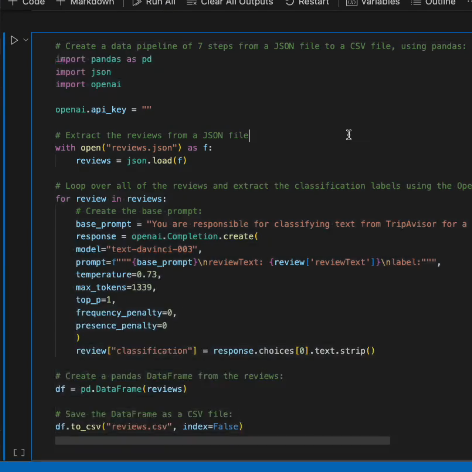 + Code + Markdown Run All Clear All Outputs Restart Variables Outline
# Create a data pipeline of 7 steps from a JSON file to a CSV file, using pandas:
import pandas as pd
import json
import openai
openai.api_key = ""
# Extract the reviews from a JSON file
with open("reviews.json") as f:
reviews = json.load(f)
# Loop over all of the reviews and extract the classification labels using the Ope
for review in reviews:
# Create the base prompt:
base_prompt = "You are responsible for classifying text from TripAvisor for a
response = openai.Completion.create(
model="text-davinci-003",
prompt=f"""{base_prompt}\nreviewText: {review['reviewText']}\nlabel:""",
temperature=0.73,
max_tokens=1339,
top_p=1,
frequency_penalty=0,
presence_penalty=0
)
review["classification"] = response.choices[0].text.strip()
# Create a pandas DataFrame from the reviews:
df = pd.DataFrame(reviews)
# Save the DataFrame as a CSV file:
df.to_csv("reviews.csv", index=False)
[ ]